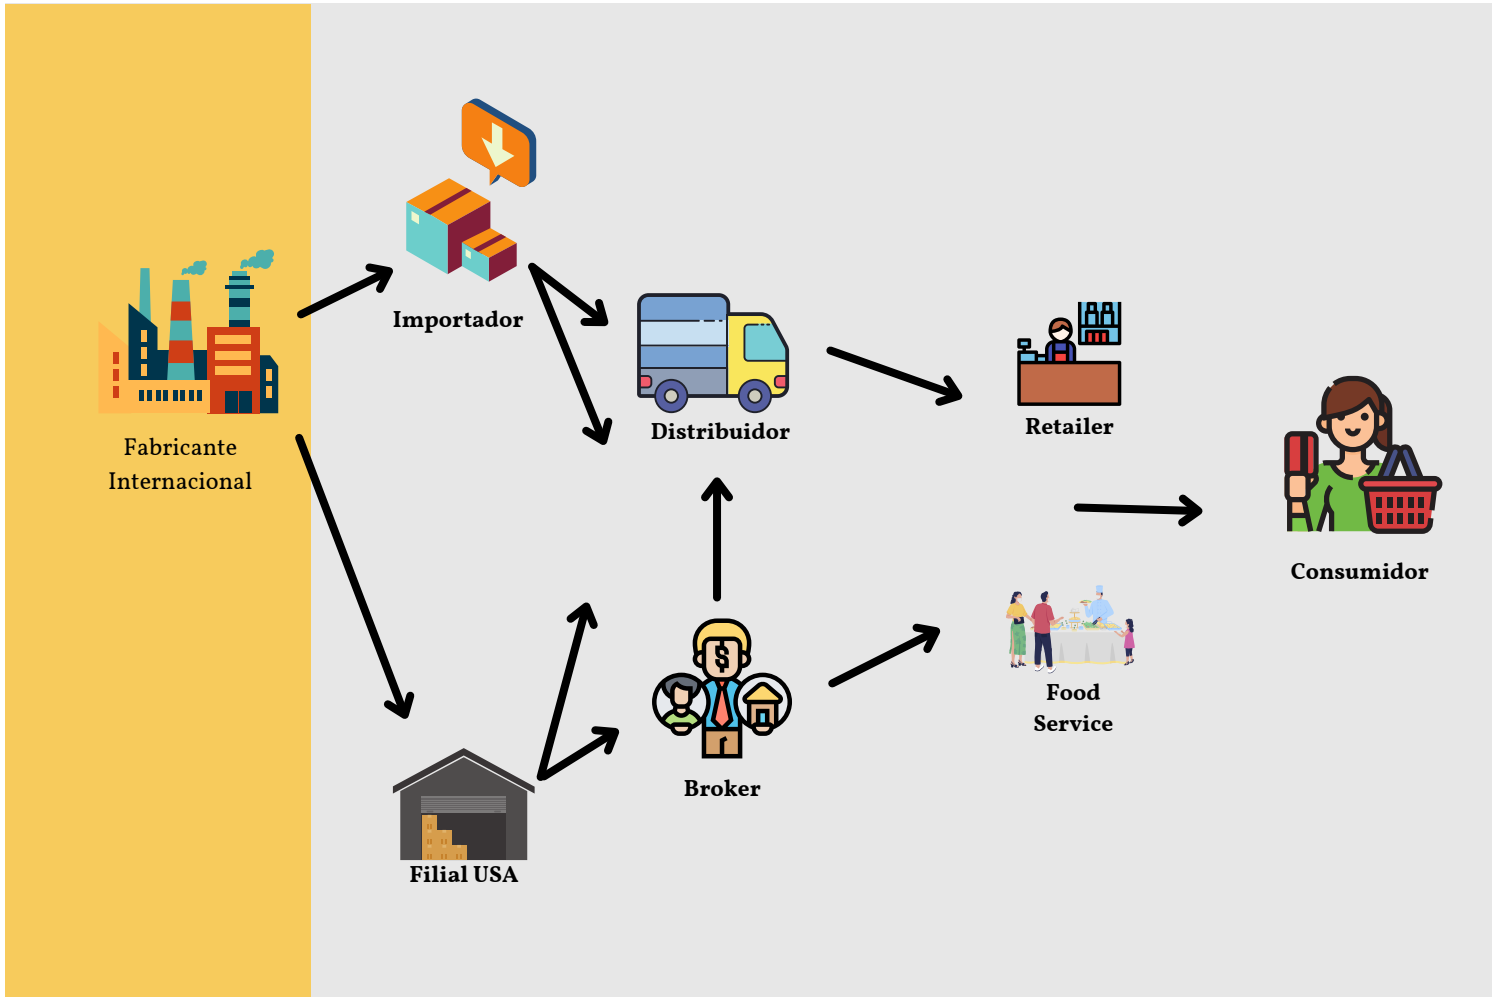 Fabricante
Internacional
Importador
Distribuidor
Retailer
Consumidor
Food
Service
Broker
Filial USA